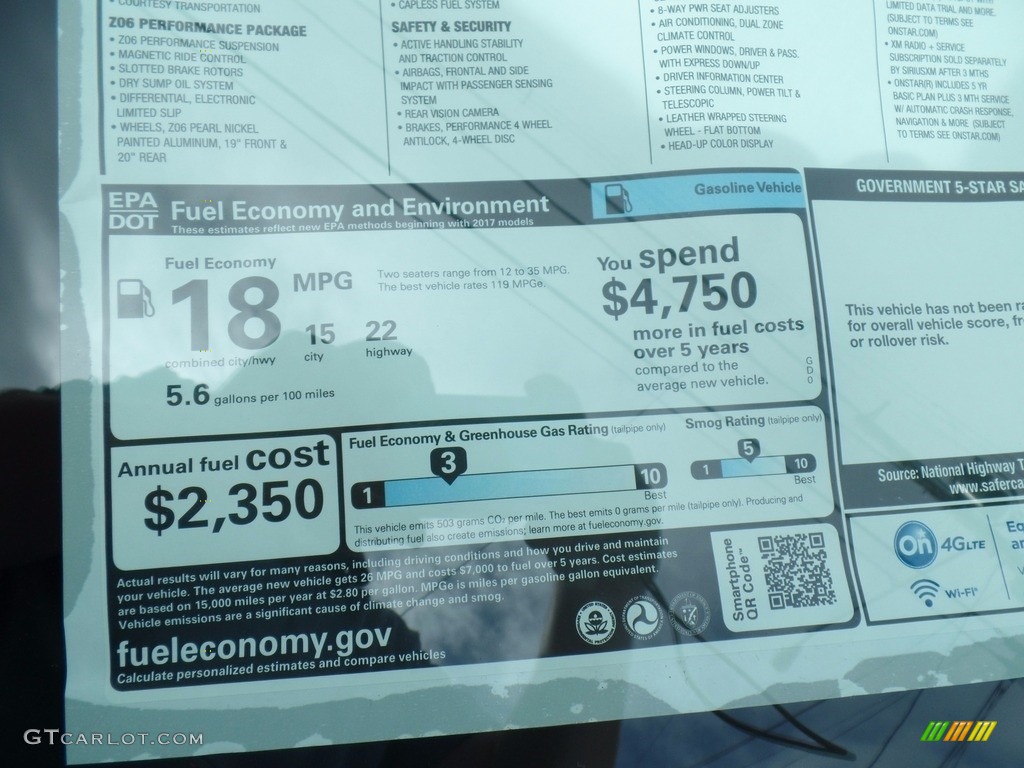 COURTESY TRANSPORTATION
Z06 PERFORMANCE PACKAGE
• Z06 PERFORMANCE SUSPENSION
• MAGNETIC RIDE CONTROL
• SLOTTED BRAKE ROTORS
• DRY SUMP OIL SYSTEM
• DIFFERENTIAL, ELECTRONIC
LIMITED SLIP
• WHEELS, Z06 PEARL NICKEL
PAINTED ALUMINUM, 19" FRONT &
20" REAR
• CAPLESS FUEL SYSTEM
SAFETY & SECURITY
• ACTIVE HANDLING STABILITY
AND TRACTION CONTROL
• AIRBAGS, FRONTAL AND SIDE
IMPACT WITH PASSENGER SENSING
SYSTEM
• REAR VISION CAMERA
• BRAKES, PERFORMANCE 4 WHEEL
ANTILOCK, 4-WHEEL DISC
• 8-WAY PWR SEAT ADJUSTERS
• AIR CONDITIONING, DUAL ZONE
CLIMATE CONTROL
• POWER WINDOWS, DRIVER & PASS.
WITH EXPRESS DOWN/UP
• DRIVER INFORMATION CENTER
• STEERING COLUMN, POWER TILT &
TELESCOPIC
• LEATHER WRAPPED STEERING
WHEEL - FLAT BOTTOM
• HEAD-UP COLOR DISPLAY
LIMITED DATA TRIAL AND MORE.
(SUBJECT TO TERMS SEE
ONSTAR.COM)
• XM RADIO + SERVICE
SUBSCRIPTION SOLD SEPARATELY
BY SIRIUSXM AFTER 3 MTHS
• ONSTAR(R) INCLUDES 5 YR
BASIC PLAN PLUS 3 MTH SERVICE
W/ AUTOMATIC CRASH RESPONSE,
NAVIGATION & MORE (SUBJECT
TO TERMS SEE ONSTAR.COM)
EPA
DOT
Fuel Economy and Environment
These estimates reflect new EPA methods beginning with 2017 models
Gasoline Vehicle
Fuel Economy
18 MPG
combined city/hwy
15
city
22
highway
Two seaters range from 12 to 35 MPG.
The best vehicle rates 119 MPGe.
5.6 gallons per 100 miles
You spend
$4,750
more in fuel costs
over 5 years
compared to the
average new vehicle.
G
D
0
Annual fuel cost
$2,350
Fuel Economy & Greenhouse Gas Rating (tailpipe only)
3
1
10
Best
Smog Rating (tailpipe only)
5
1
10
Best
This vehicle emits 503 grams CO₂ per mile. The best emits 0 grams per mile (tailpipe only). Producing and
distributing fuel also create emissions; learn more at fueleconomy.gov.
Actual results will vary for many reasons, including driving conditions and how you drive and maintain
your vehicle. The average new vehicle gets 26 MPG and costs $7,000 to fuel over 5 years. Cost estimates
are based on 15,000 miles per year at $2.80 per gallon. MPGe is miles per gasoline gallon equivalent.
Vehicle emissions are a significant cause of climate change and smog.
fueleconomy.gov
Calculate personalized estimates and compare vehicles
Smartphone
QR Code™
GOVERNMENT 5-STAR SA
This vehicle has not been ra
for overall vehicle score, fr
or rollover risk.
Source: National Highway T
www.saferca
On 4G LTE
Wi-Fi®
Ea
an
GTCARLOT.COM